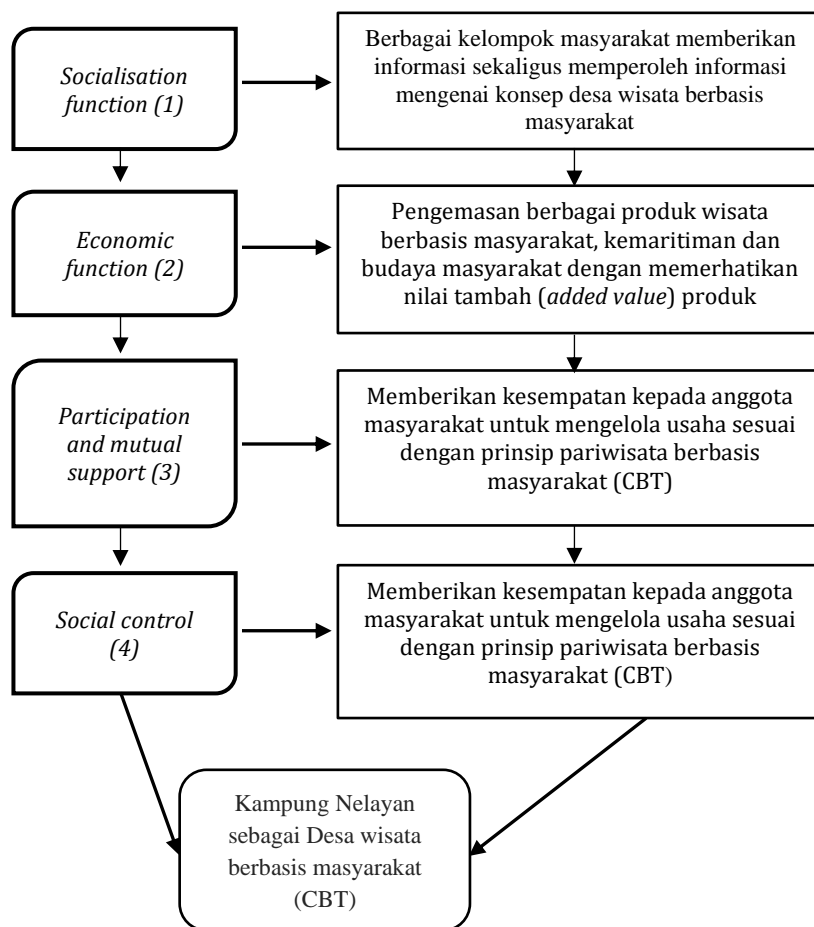 Socialisation
function (1)
Berbagai kelompok masyarakat memberikan
informasi sekaligus memperoleh informasi
mengenai konsep desa wisata berbasis
masyarakat
Economic
function (2)
Pengemasan berbagai produk wisata
berbasis masyarakat, kemaritiman dan
budaya masyarakat dengan memerhatikan
nilai tambah (added value) produk
Participation
and mutual
support (3)
Memberikan kesempatan kepada anggota
masyarakat untuk mengelola usaha sesuai
dengan prinsip pariwisata berbasis
masyarakat (CBT)
Social control
(4)
Memberikan kesempatan kepada anggota
masyarakat untuk mengelola usaha sesuai
dengan prinsip pariwisata berbasis
masyarakat (CBT)
Kampung Nelayan
sebagai Desa wisata
berbasis masyarakat
(CBT)